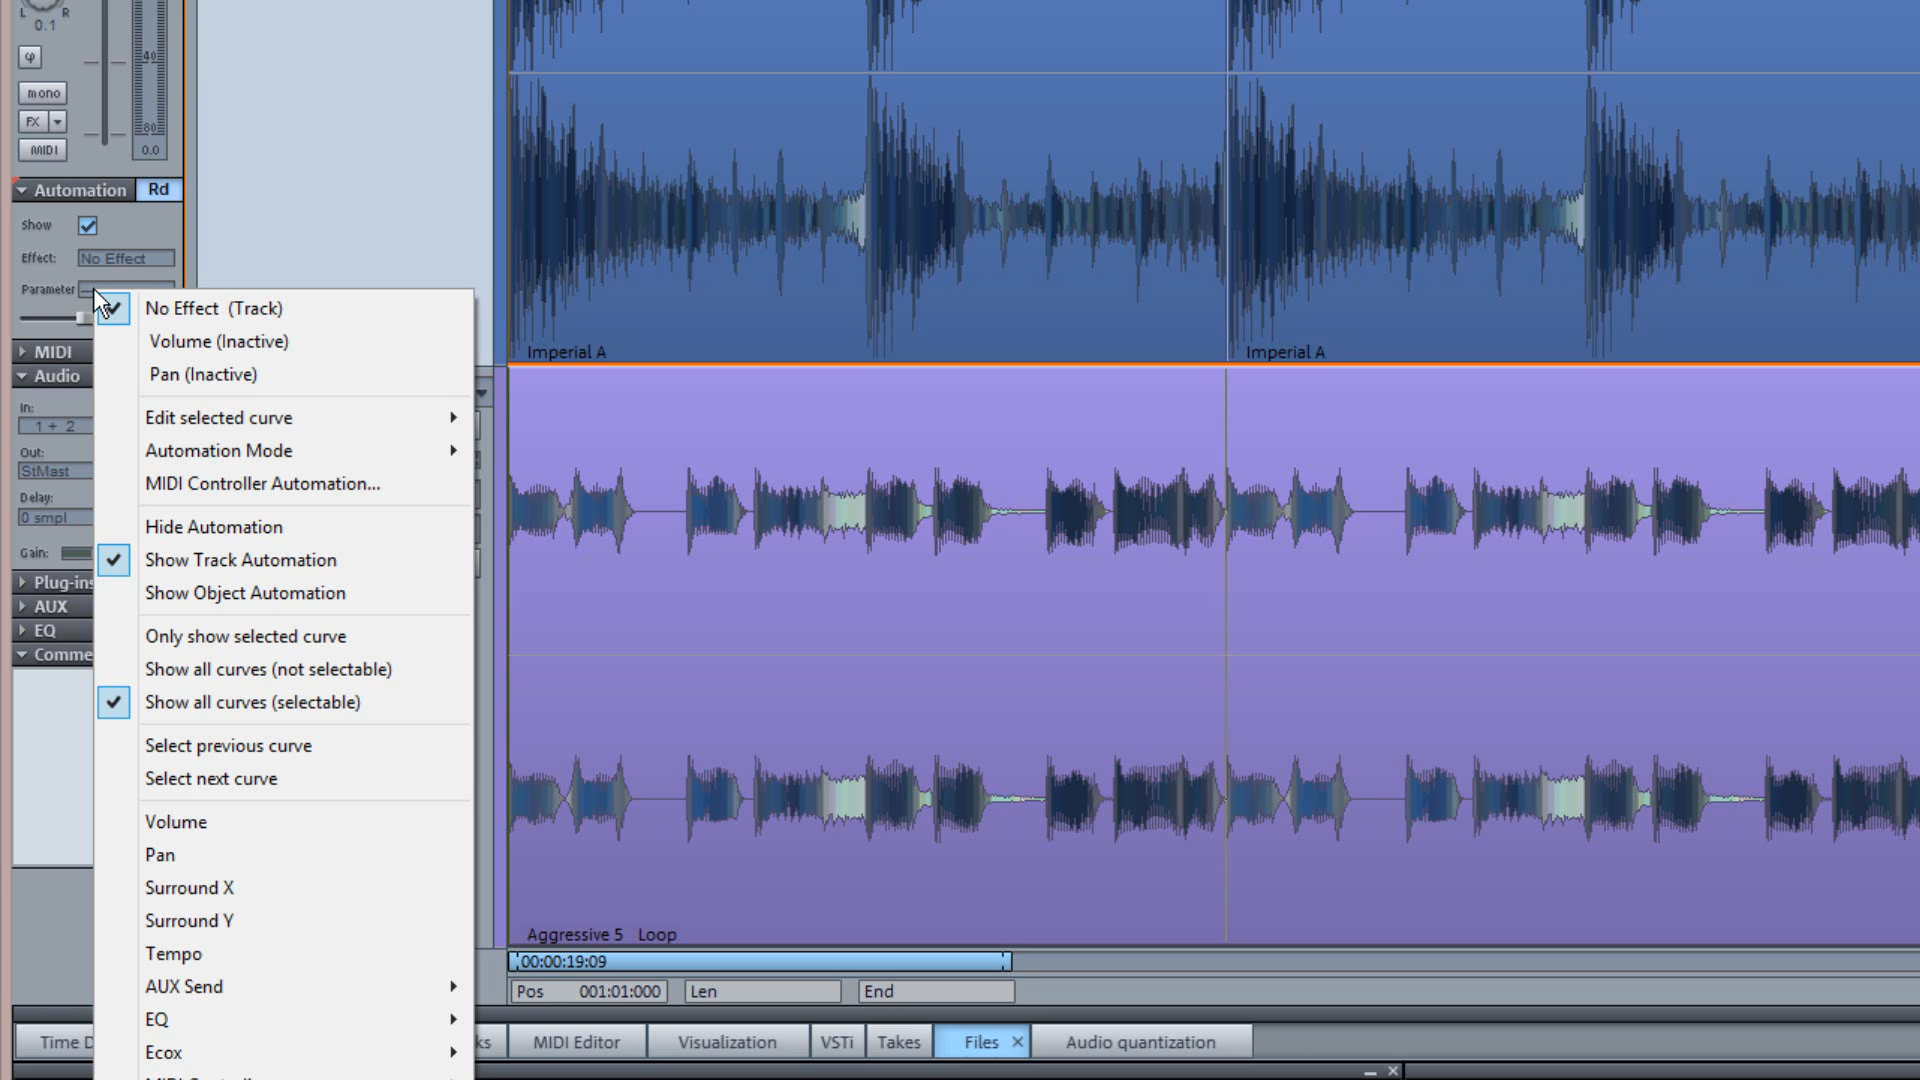 L R
0.1
φ
40
mono
FX
80
MIDI
0.0
Automation Rd
Show
Effect: No Effect
Parameter
No Effect (Track)
Volume (Inactive)
Pan (Inactive)
Edit selected curve
Automation Mode
MIDI Controller Automation...
Hide Automation
Show Track Automation
Show Object Automation
Only show selected curve
Show all curves (not selectable)
Show all curves (selectable)
Select previous curve
Select next curve
Volume
Pan
Surround X
Surround Y
Tempo
AUX Send
EQ
Ecox
MIDI
Audio
In:
1 + 2
Out:
StMast
Delay:
0 smpl
Gain:
Plug-ins
AUX
EQ
Comme
Imperial A
Imperial A
Aggressive 5 Loop
00:00:19:09
Pos 001:01:000 Len End
Time D
ks MIDI Editor Visualization VSTi Takes Files Audio quantization